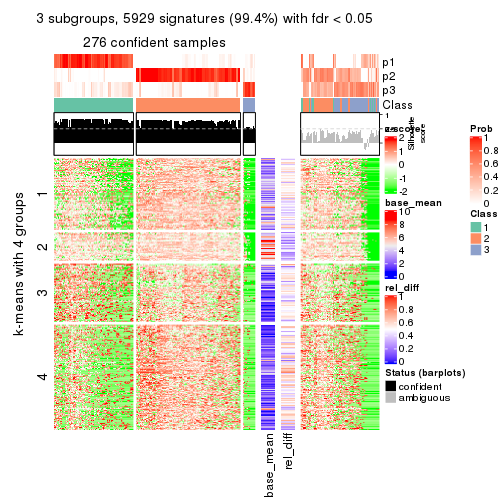 3 subgroups, 5929 signatures (99.4%) with fdr < 0.05
276 confident samples
p1
p2
p3
Class
1
Silhouette
score
z-score
2
1
0
-1
-2
Prob
1
0.8
0.6
0.4
0.2
0
base_mean
10
8
6
4
2
0
Class
1
2
3
rel_diff
1
0.8
0.6
0.4
0.2
0
Status (barplots)
confident
ambiguous
k-means with 4 groups
1
2
3
4
base_mean
rel_diff